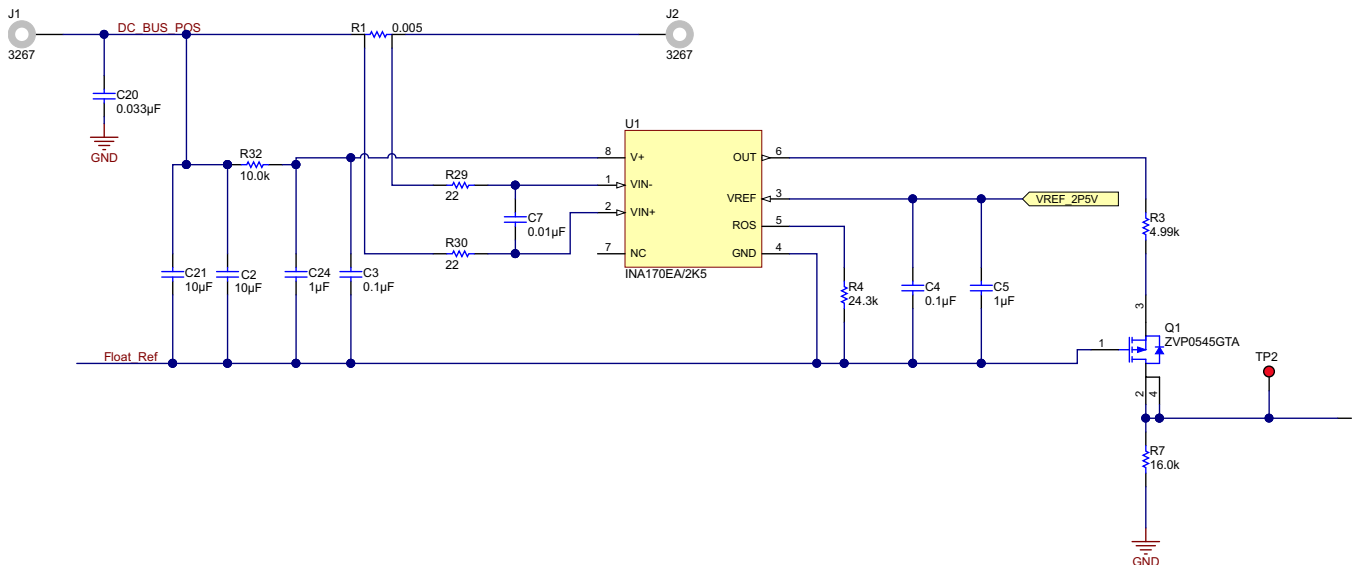 J1
3267
DC_BUS_POS
R1
0.005
J2
3267
C20
0.033µF
GND
R32
10.0k
R29
22
C7
0.01µF
R30
22
U1
8
V+
1
VIN-
2
VIN+
7
NC
OUT
6
VREF
3
ROS
5
GND
4
INA170EA/2K5
VREF_2P5V
R3
4.99k
C21
10µF
C2
10µF
C24
1µF
C3
0.1µF
R4
24.3k
C4
0.1µF
C5
1µF
Float_Ref
3
1
Q1
ZVP0545GTA
2
4
TP2
R7
16.0k
GND